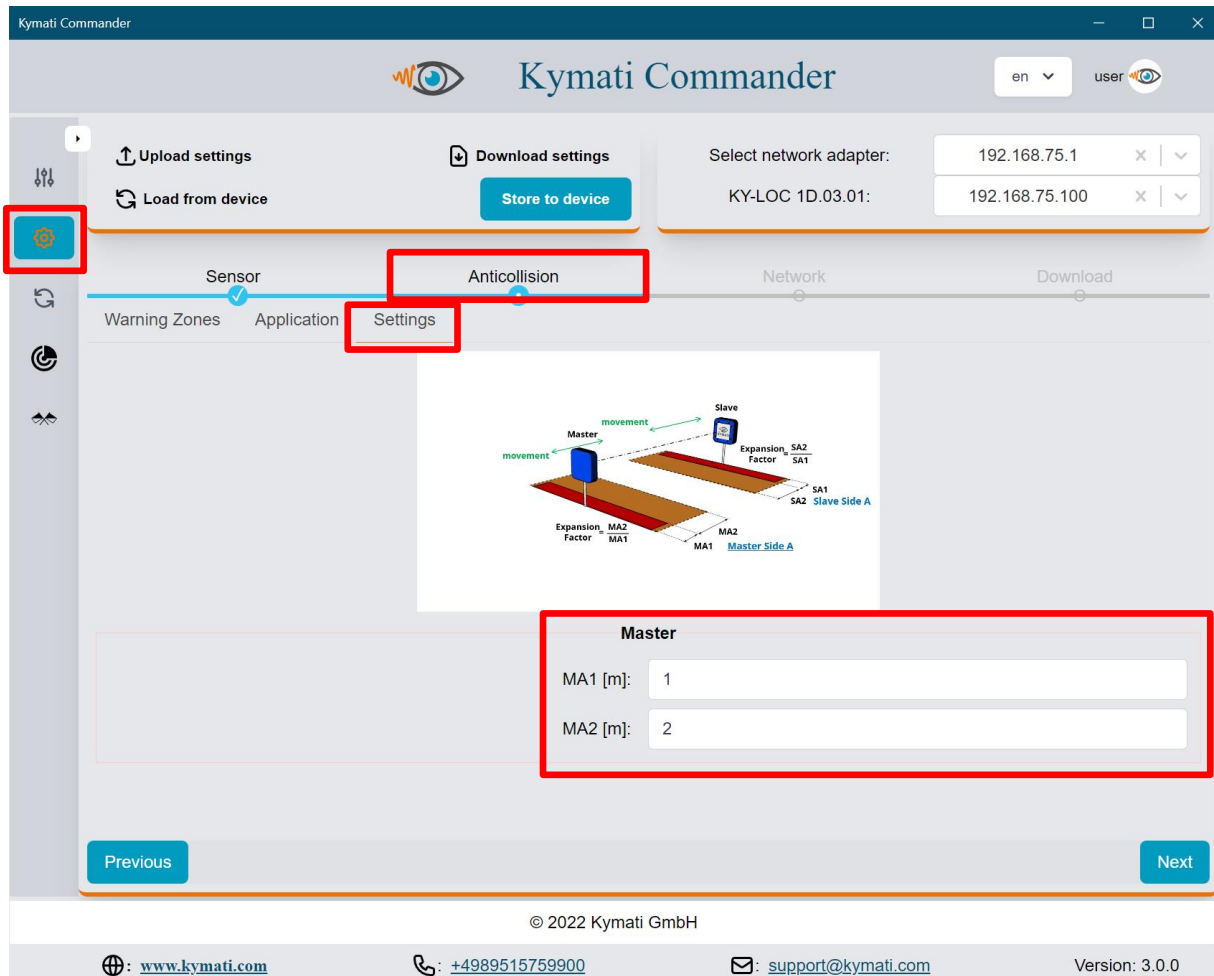 Kymati Commander
Kymati Commander
en
user
Upload settings
Download settings
Load from device
Store to device
Select network adapter:
192.168.75.1
KY-LOC 1D.03.01:
192.168.75.100
Sensor
Anticollision
Network
Download
Warning Zones
Application
Settings
Slave
movement
Master
movement
Expansion Factor = SA2 / SA1
SA1
SA2 Slave Side A
Expansion Factor = MA2 / MA1
MA2
MA1 Master Side A
Master
MA1 [m]:
1
MA2 [m]:
2
Previous
Next
© 2022 Kymati GmbH
: www.kymati.com
: +4989515759900
: support@kymati.com
Version: 3.0.0